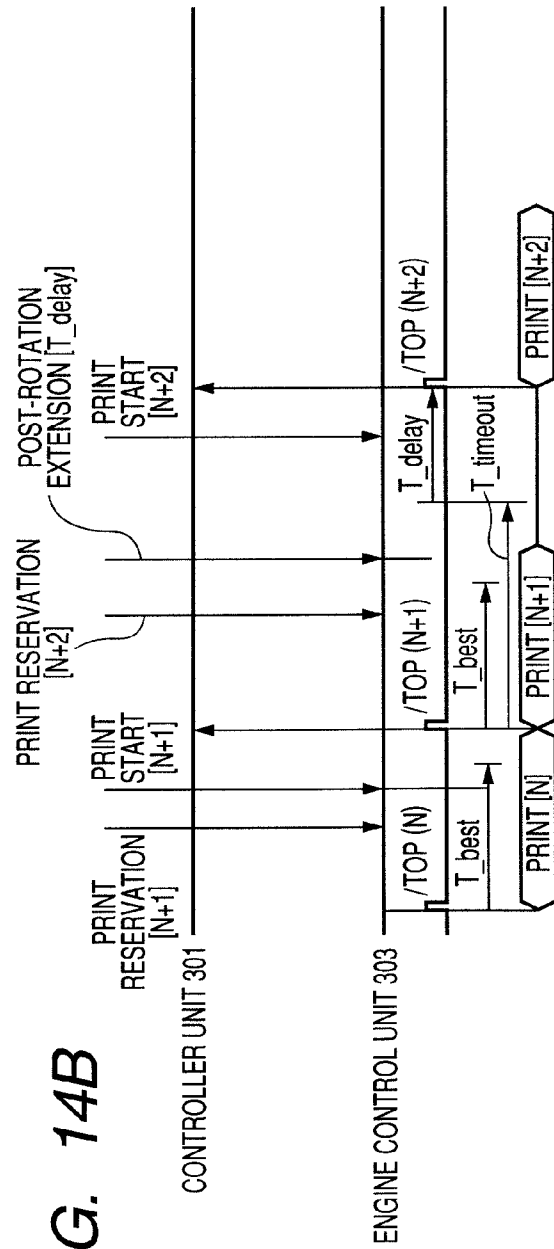 G. 14B
PRINT
RESERVATION
[N+1]
PRINT
START
[N+1]
PRINT RESERVATION
[N+2]
POST-ROTATION
EXTENSION [T_delay]
PRINT
START
[N+2]
CONTROLLER UNIT 301
ENGINE CONTROL UNIT 303
/TOP (N)
/TOP (N+1)
/TOP (N+2)
T_best
T_best
T_delay
T_timeout
PRINT [N]
PRINT [N+1]
PRINT [N+2]